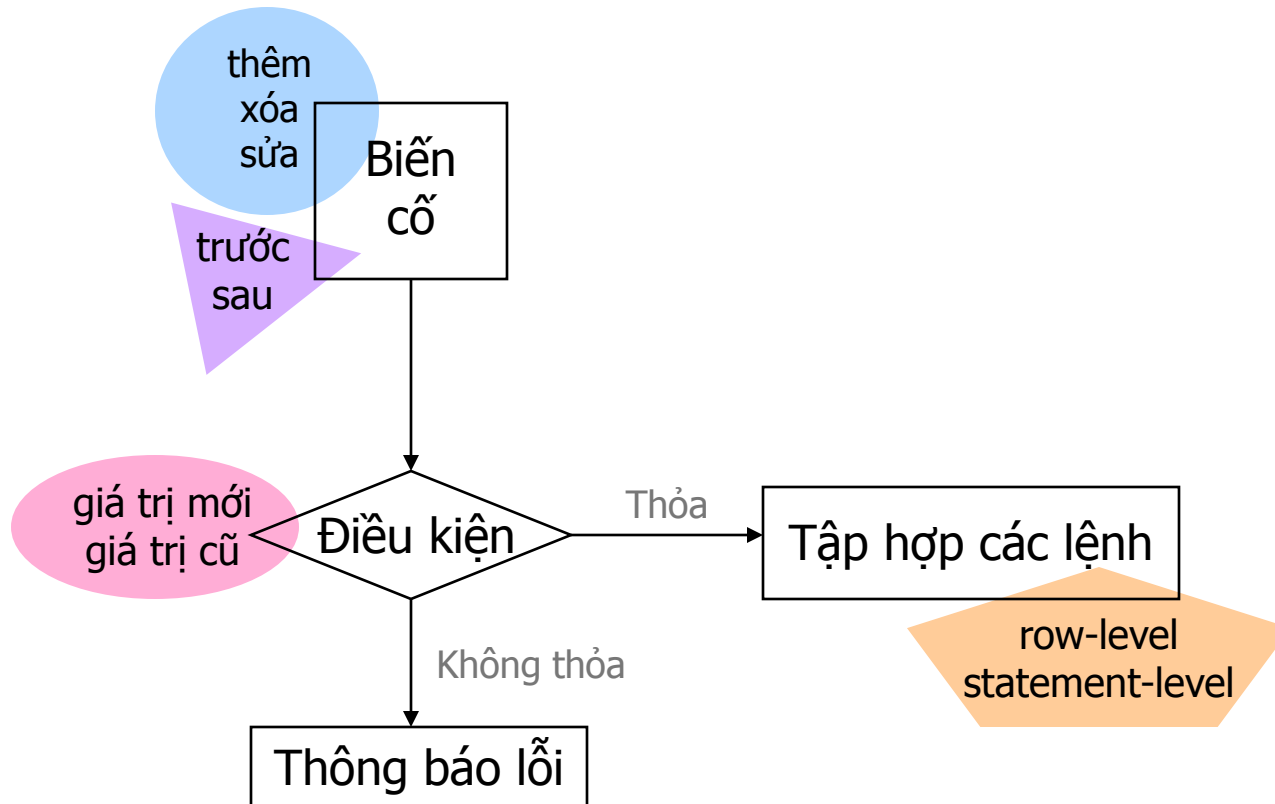 thêm
xóa
sửa
Biến
cố
trước
sau
giá trị mới
giá trị cũ
Điều kiện
Thỏa
Tập hợp các lệnh
row-level
statement-level
Không thỏa
Thông báo lỗi